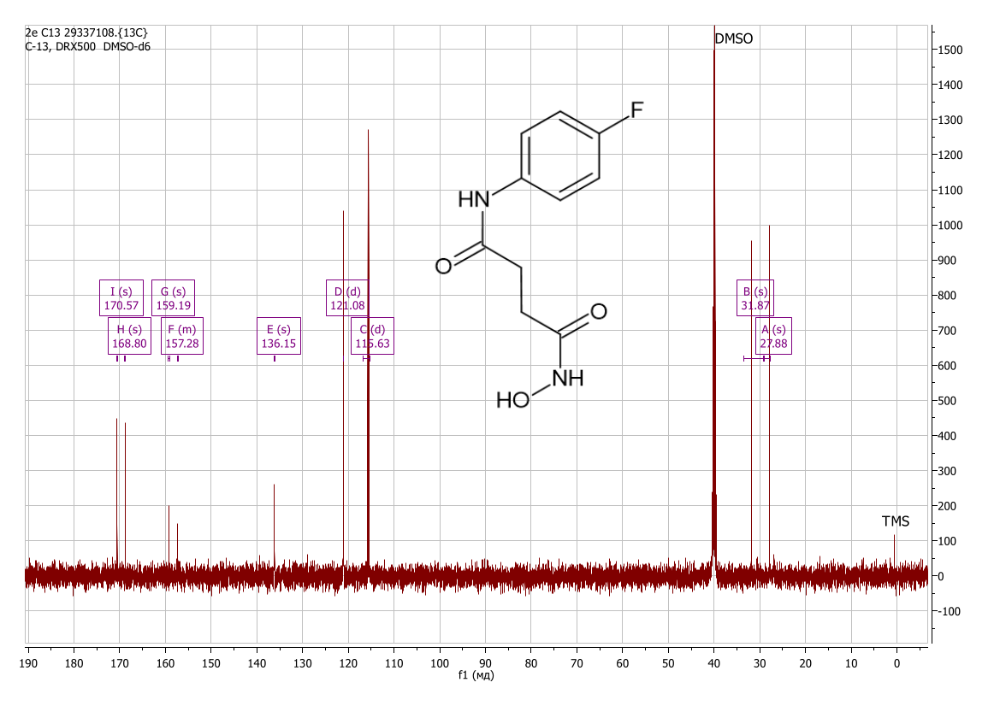 2e C13 29337108.{13C}
C-13, DRX500 DMSO-d6
DMSO
1500
1400
1300
1200
1100
1000
900
800
700
600
500
400
300
200
100
0
-100
F
HN
O
O
NH
HO
I (s)
170.57
G (s)
159.19
D (d)
121.08
B (s)
31.87
H (s)
168.80
F (m)
157.28
E (s)
136.15
C (d)
115.63
A (s)
27.88
TMS
190 180 170 160 150 140 130 120 110 100 90 80 70 60 50 40 30 20 10 0
f1 (мд)